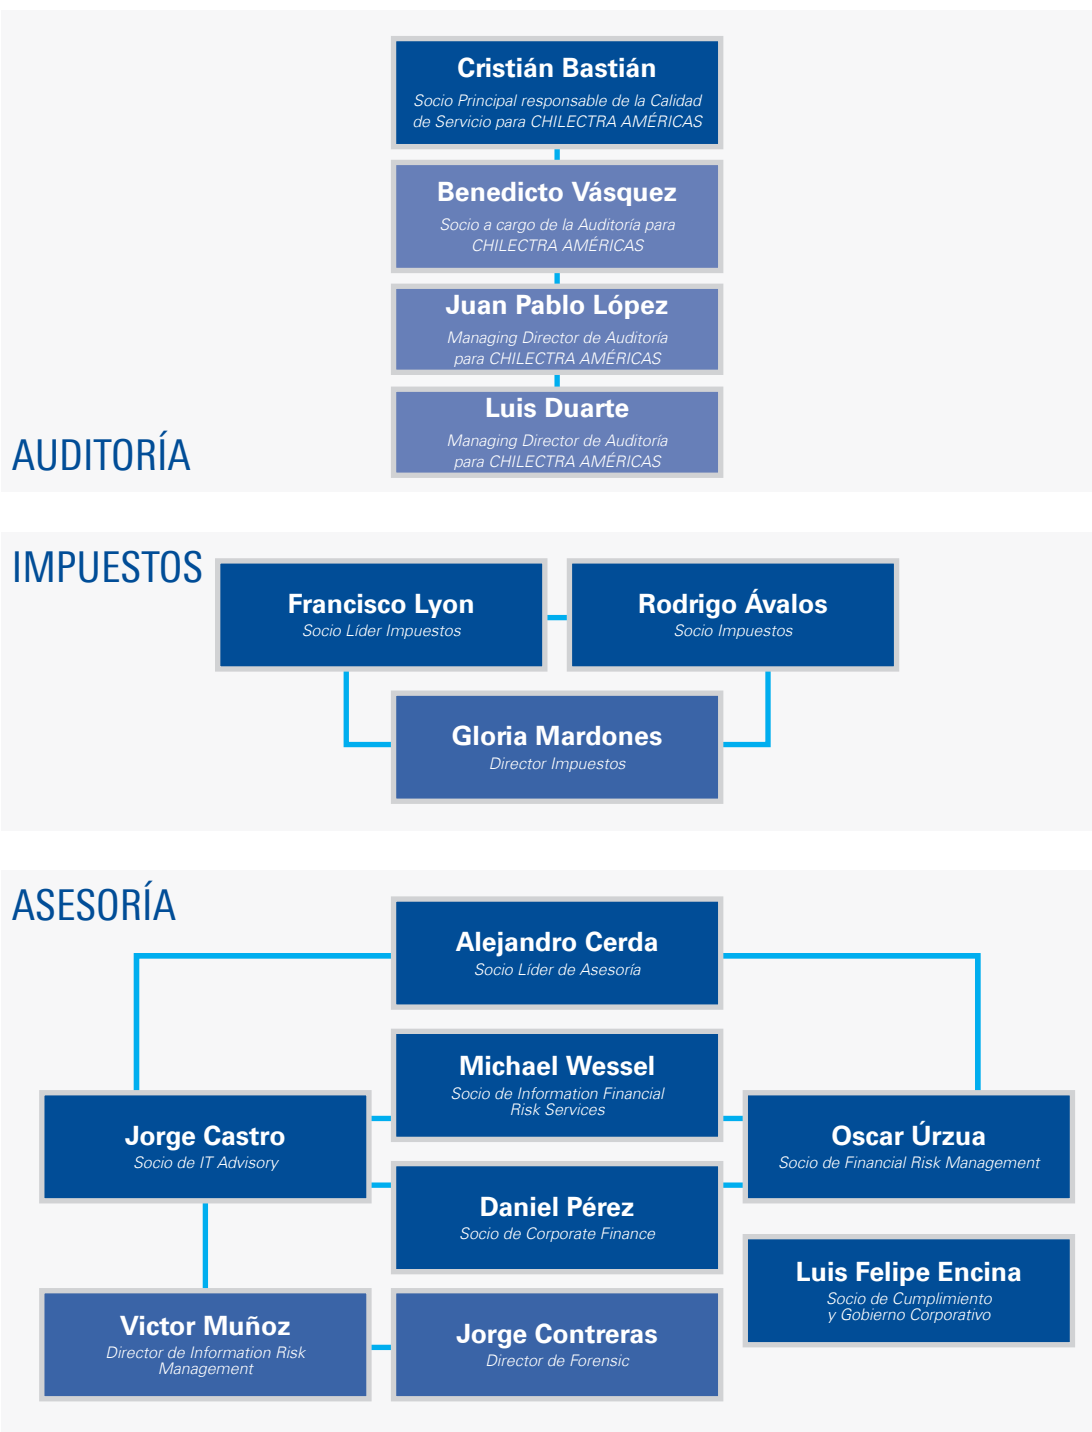 Cristián Bastián
Socio Principal responsable de la Calidad
de Servicio para CHILECTRA AMÉRICAS
Benedicto Vásquez
Socio a cargo de la Auditoría para
CHILECTRA AMÉRICAS
Juan Pablo López
Managing Director de Auditoría
para CHILECTRA AMÉRICAS
Luis Duarte
Managing Director de Auditoría
para CHILECTRA AMÉRICAS
AUDITORÍA
IMPUESTOS
Francisco Lyon
Socio Líder Impuestos
Rodrigo Ávalos
Socio Impuestos
Gloria Mardones
Director Impuestos
ASESORÍA
Alejandro Cerda
Socio Líder de Asesoría
Michael Wessel
Socio de Information Financial
Risk Services
Jorge Castro
Socio de IT Advisory
Oscar Úrzua
Socio de Financial Risk Management
Daniel Pérez
Socio de Corporate Finance
Luis Felipe Encina
Socio de Cumplimiento
y Gobierno Corporativo
Victor Muñoz
Director de Information Risk
Management
Jorge Contreras
Director de Forensic